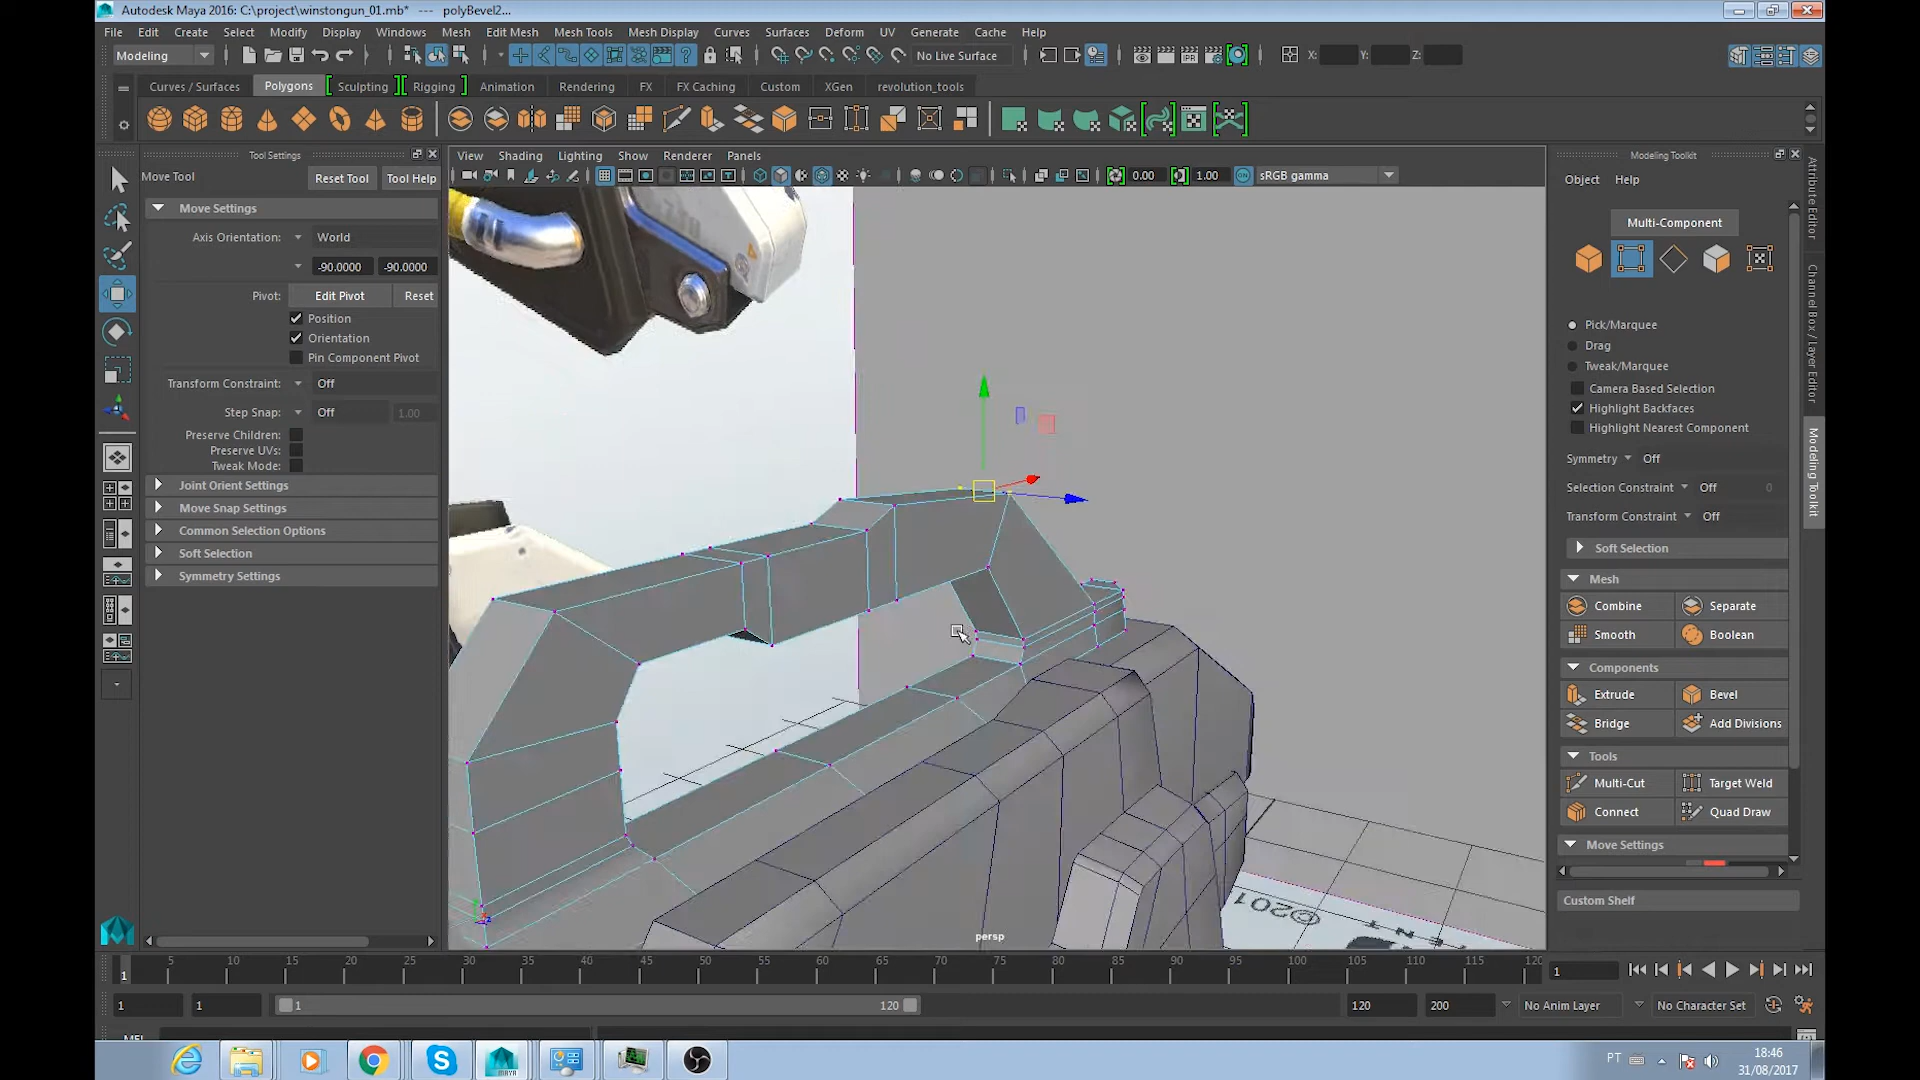 Autodesk Maya 2016: C:\project\winstongun_01.mb* --- polyBevel2...
File Edit Create Select Modify Display Windows Mesh Edit Mesh Mesh Tools Mesh Display Curves Surfaces Deform UV Generate Cache Help
Modeling No Live Surface X: Y: Z:
Curves / Surfaces Polygons Sculpting Rigging Animation Rendering FX FX Caching Custom XGen revolution_tools
Tool Settings
Move Tool Reset Tool Tool Help
Move Settings
Axis Orientation: World
-90.0000 -90.0000
Pivot: Edit Pivot Reset
Position
Orientation
Pin Component Pivot
Transform Constraint: Off
Step Snap: Off 1.00
Preserve Children:
Preserve UVs:
Tweak Mode:
Joint Orient Settings
Move Snap Settings
Common Selection Options
Soft Selection
Symmetry Settings
View Shading Lighting Show Renderer Panels
0.00 1.00 sRGB gamma
persp
©201
Modeling Toolkit
Object Help
Multi-Component
Pick/Marquee
Drag
Tweak/Marquee
Camera Based Selection
Highlight Backfaces
Highlight Nearest Component
Symmetry Off
Selection Constraint Off 0
Transform Constraint Off
Soft Selection
Mesh
Combine Separate
Smooth Boolean
Components
Extrude Bevel
Bridge Add Divisions
Tools
Multi-Cut Target Weld
Connect Quad Draw
Move Settings
Custom Shelf
Attribute Editor
Channel Box / Layer Editor
Modeling Toolkit
1 5 10 15 20 25 30 35 40 45 50 55 60 65 70 75 80 85 90 95 100 105 110 115 120 1
1 1 1 120 120 200 No Anim Layer No Character Set
MEL
PT 18:46
31/08/2017